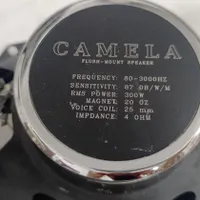 CAMELA
FLUSH-MOUNT SPEAKER
FREQUENCY: 80-3000HZ
SENSITIVITY: 87 DB/W/M
RMS POWER: 300W
MAGNET: 20 OZ
VOICE COIL: 25 mm
IMPDANCE: 4 OHM